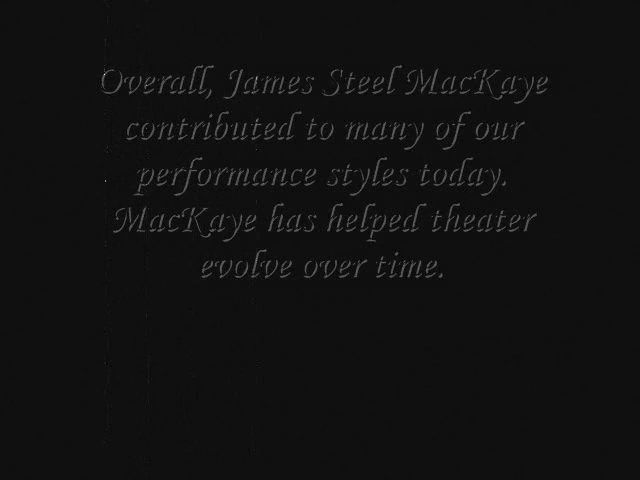 Overall, James Steel MacKaye
contributed to many of our
performance styles today.
MacKaye has helped theater
evolve over time.